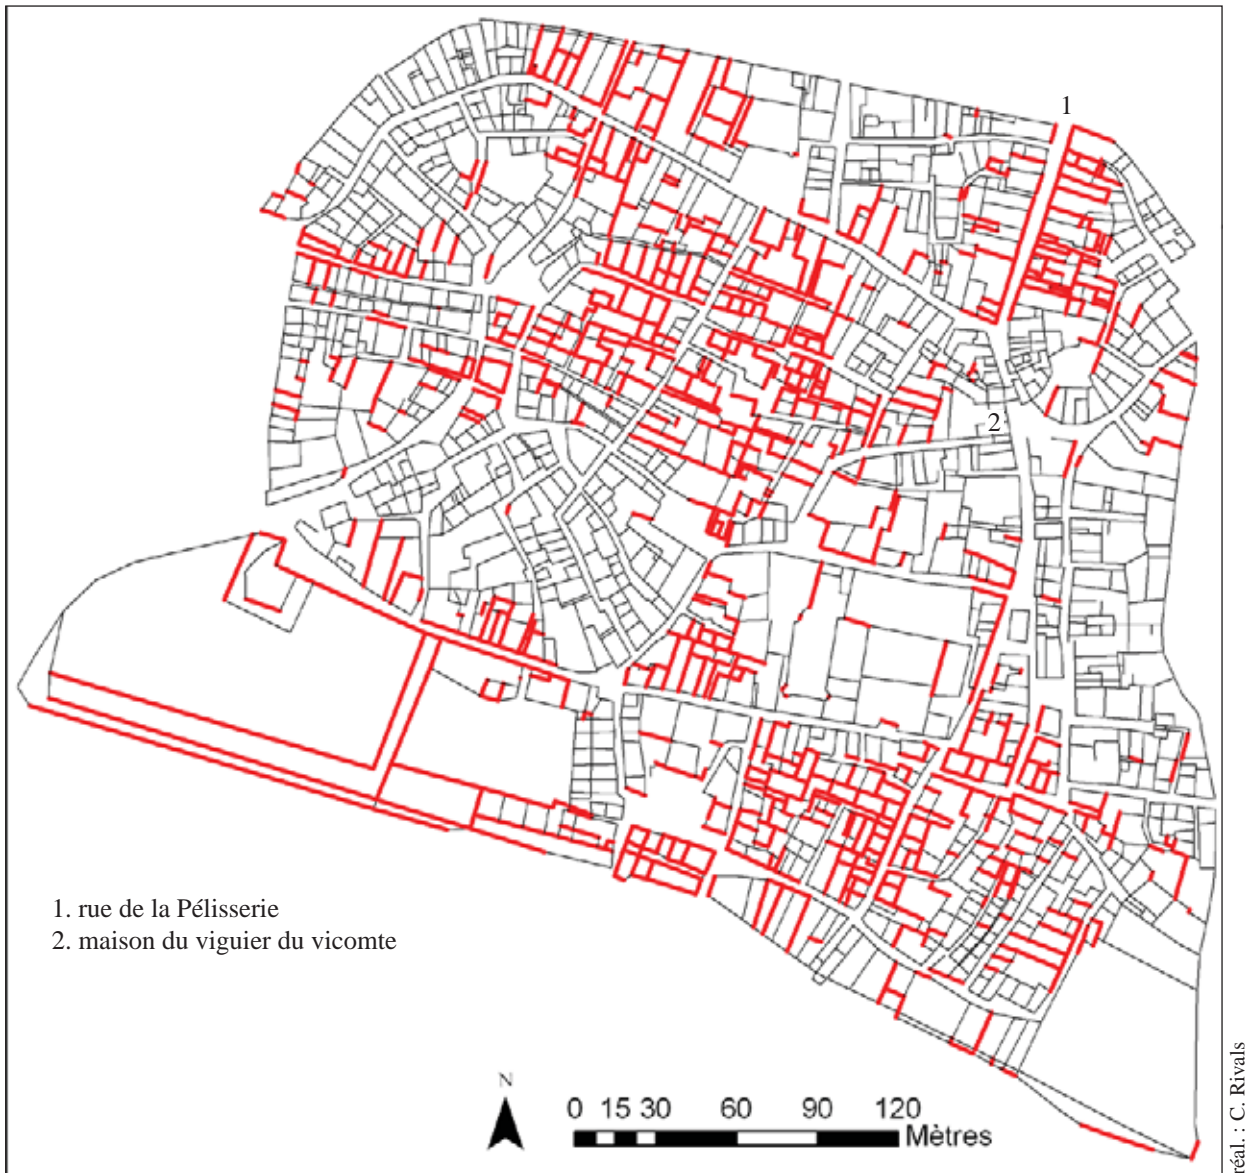 1
2
1. rue de la Pélisserie
2. maison du viguier du vicomte
N
0 15 30 60 90 120
Mètres
réal. : C. Rivals